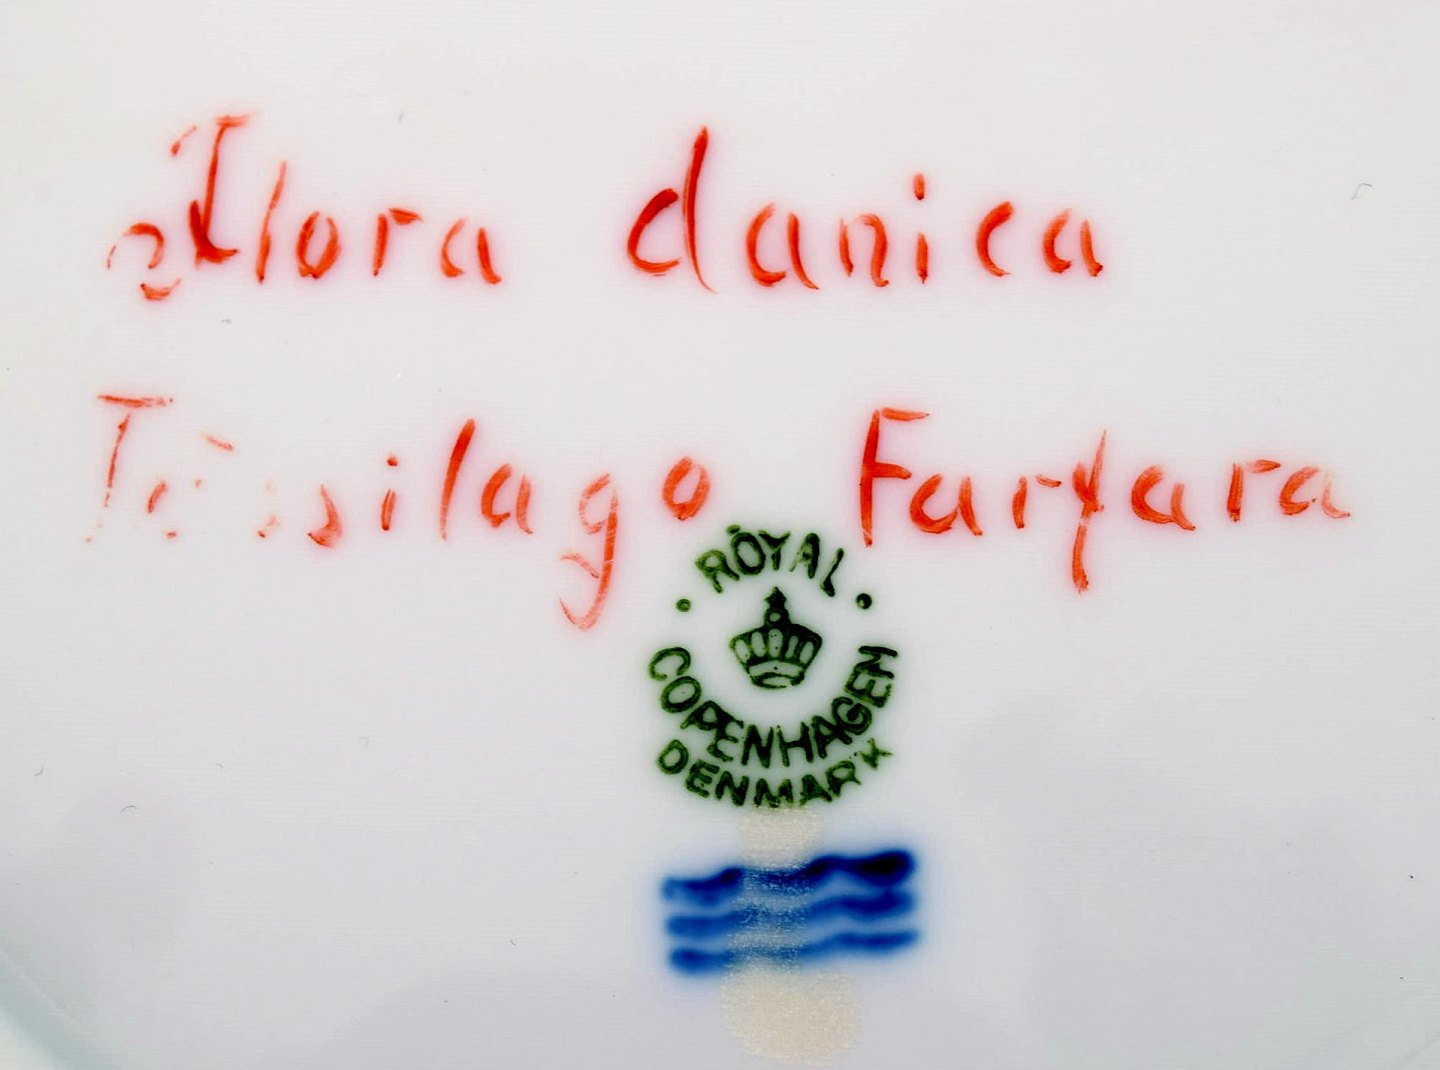 Flora danica
Tussilago Farfara
ROYAL
COPENHAGEN
DENMARK